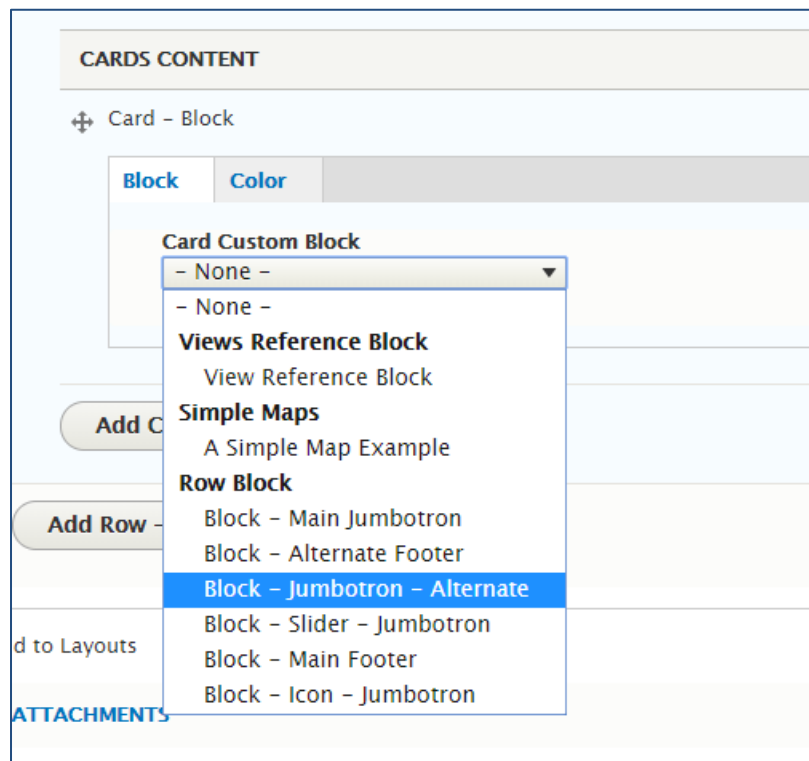 CARDS CONTENT
Card – Block
Block Color
Card Custom Block
– None –
– None –
Views Reference Block
View Reference Block
Simple Maps
Add C
A Simple Map Example
Row Block
Block – Main Jumbotron
Add Row –
Block – Alternate Footer
Block – Jumbotron – Alternate
Block – Slider – Jumbotron
d to Layouts
Block – Main Footer
Block – Icon – Jumbotron
ATTACHMENTS